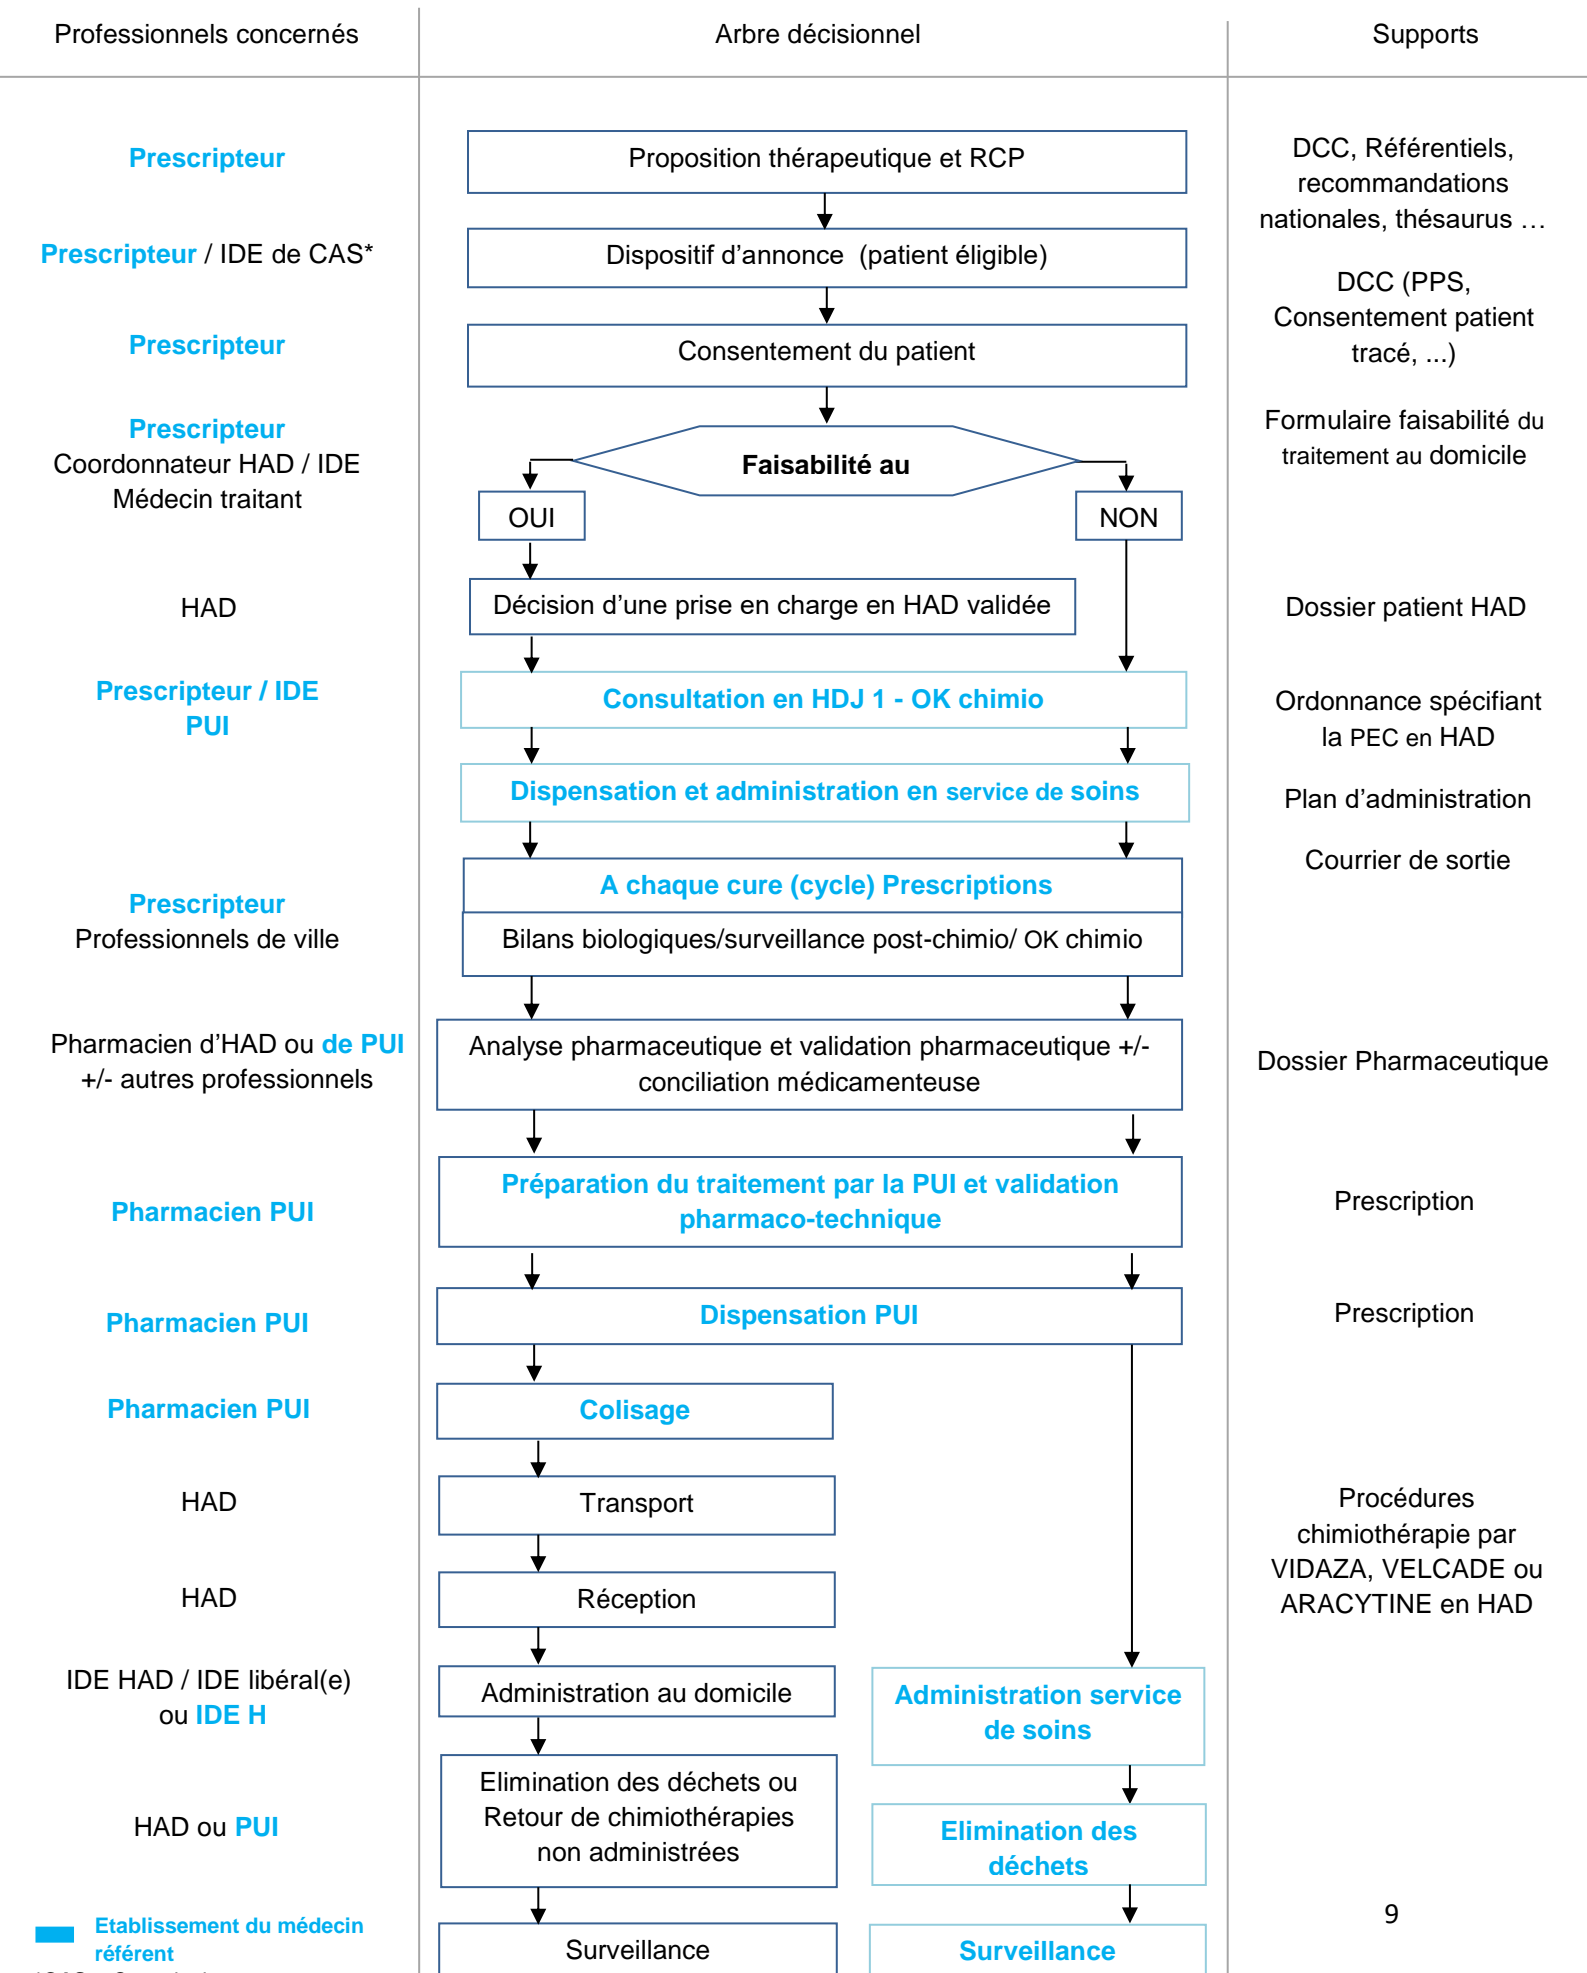 Professionnels concernés
Arbre décisionnel
Supports
Prescripteur
Proposition thérapeutique et RCP
DCC, Référentiels,
recommandations
nationales, thésaurus …
Prescripteur / IDE de CAS*
Dispositif d’annonce (patient éligible)
DCC (PPS,
Consentement patient
tracé, ...)
Prescripteur
Consentement du patient
Prescripteur
Coordonnateur HAD / IDE
Médecin traitant
Faisabilité au
Formulaire faisabilité du
traitement au domicile
OUI
NON
HAD
Décision d’une prise en charge en HAD validée
Dossier patient HAD
Prescripteur / IDE
PUI
Consultation en HDJ 1 - OK chimio
Ordonnance spécifiant
la PEC en HAD
Dispensation et administration en service de soins
Plan d’administration
Courrier de sortie
Prescripteur
Professionnels de ville
A chaque cure (cycle) Prescriptions
Bilans biologiques/surveillance post-chimio/ OK chimio
Pharmacien d’HAD ou de PUI
+/- autres professionnels
Analyse pharmaceutique et validation pharmaceutique +/-
conciliation médicamenteuse
Dossier Pharmaceutique
Pharmacien PUI
Préparation du traitement par la PUI et validation
pharmaco-technique
Prescription
Pharmacien PUI
Dispensation PUI
Prescription
Pharmacien PUI
Colisage
HAD
Transport
Procédures
chimiothérapie par
VIDAZA, VELCADE ou
ARACYTINE en HAD
HAD
Réception
IDE HAD / IDE libéral(e)
ou IDE H
Administration au domicile
Administration service
de soins
HAD ou PUI
Elimination des déchets ou
Retour de chimiothérapies
non administrées
Elimination des
déchets
Etablissement du médecin
référent
Surveillance
Surveillance
9